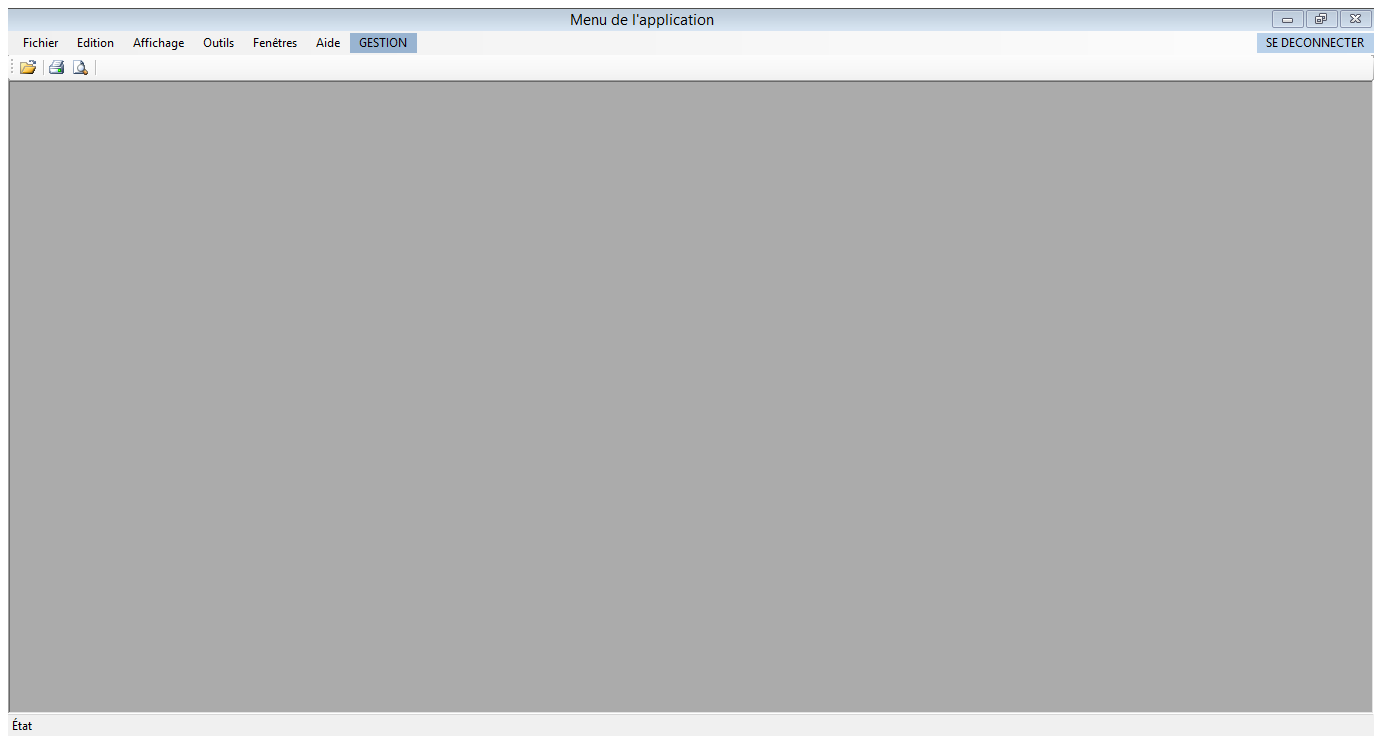 Menu de l'application
Fichier Edition Affichage Outils Fenêtres Aide GESTION SE DECONNECTER
État